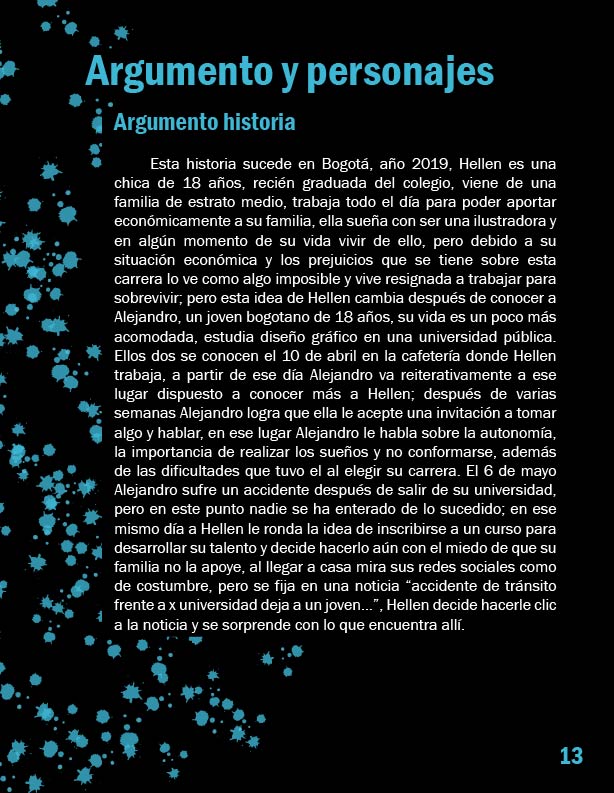 Argumento y personajes
Argumento historia
Esta historia sucede en Bogotá, año 2019, Hellen es una
chica de 18 años, recién graduada del colegio, viene de una
familia de estrato medio, trabaja todo el día para poder aportar
económicamente a su familia, ella sueña con ser una ilustradora y
en algún momento de su vida vivir de ello, pero debido a su
situación económica y los prejuicios que se tiene sobre esta
carrera lo ve como algo imposible y vive resignada a trabajar para
sobrevivir; pero esta idea de Hellen cambia después de conocer a
Alejandro, un joven bogotano de 18 años, su vida es un poco más
acomodada, estudia diseño gráfico en una universidad pública.
Ellos dos se conocen el 10 de abril en la cafetería donde Hellen
trabaja, a partir de ese día Alejandro va reiterativamente a ese
lugar dispuesto a conocer más a Hellen; después de varias
semanas Alejandro logra que ella le acepte una invitación a tomar
algo y hablar, en ese lugar Alejandro le habla sobre la autonomía,
la importancia de realizar los sueños y no conformarse, además
de las dificultades que tuvo el al elegir su carrera. El 6 de mayo
Alejandro sufre un accidente después de salir de su universidad,
pero en este punto nadie se ha enterado de lo sucedido; en ese
mismo día a Hellen le ronda la idea de inscribirse a un curso para
desarrollar su talento y decide hacerlo aún con el miedo de que su
familia no la apoye, al llegar a casa mira sus redes sociales como
de costumbre, pero se fija en una noticia “accidente de tránsito
frente a x universidad deja a un joven...”, Hellen decide hacerle clic
a la noticia y se sorprende con lo que encuentra allí.
13